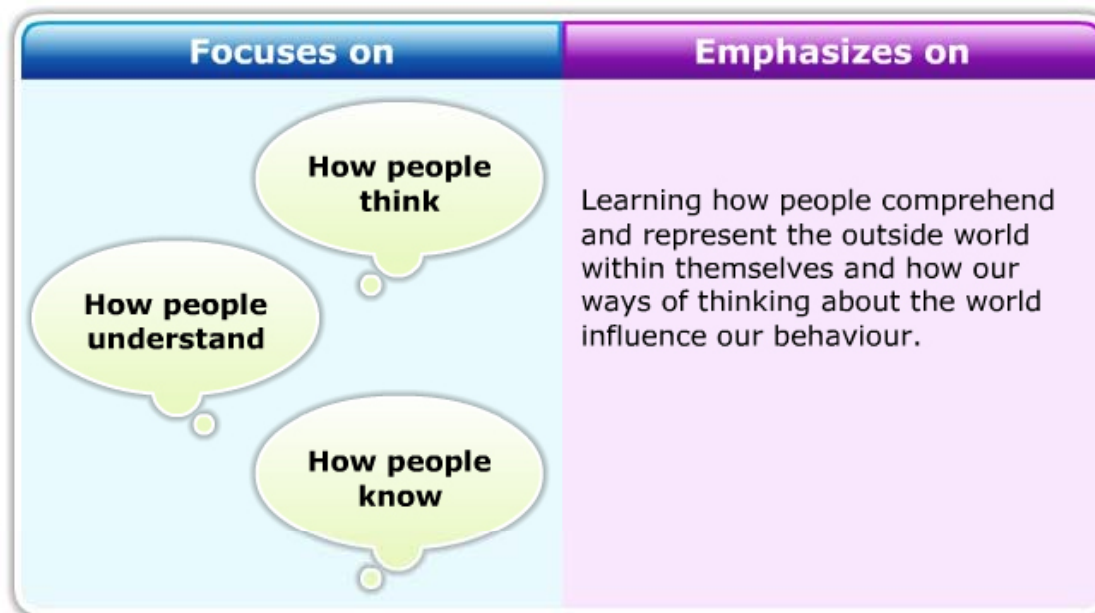 Focuses on
Emphasizes on
How people
think
How people
understand
How people
know
Learning how people comprehend
and represent the outside world
within themselves and how our
ways of thinking about the world
influence our behaviour.